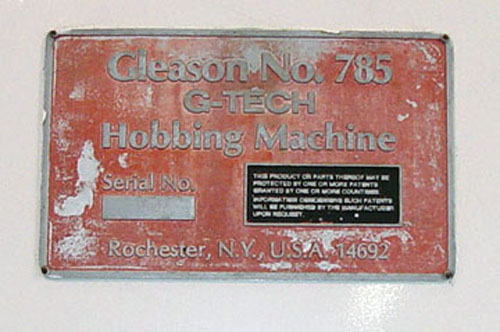 Gleason No. 785
G-TECH
Hobbing Machine
Serial No.
THIS PRODUCT OR PARTS THEREOF MAY BE
PROTECTED BY ONE OR MORE PATENTS
GRANTED BY ONE OR MORE COUNTRIES.
INFORMATION CONCERNING SUCH PATENTS
WILL BE FURNISHED BY THE MANUFACTURER
UPON REQUEST.
Rochester, N.Y., U.S.A. 14692